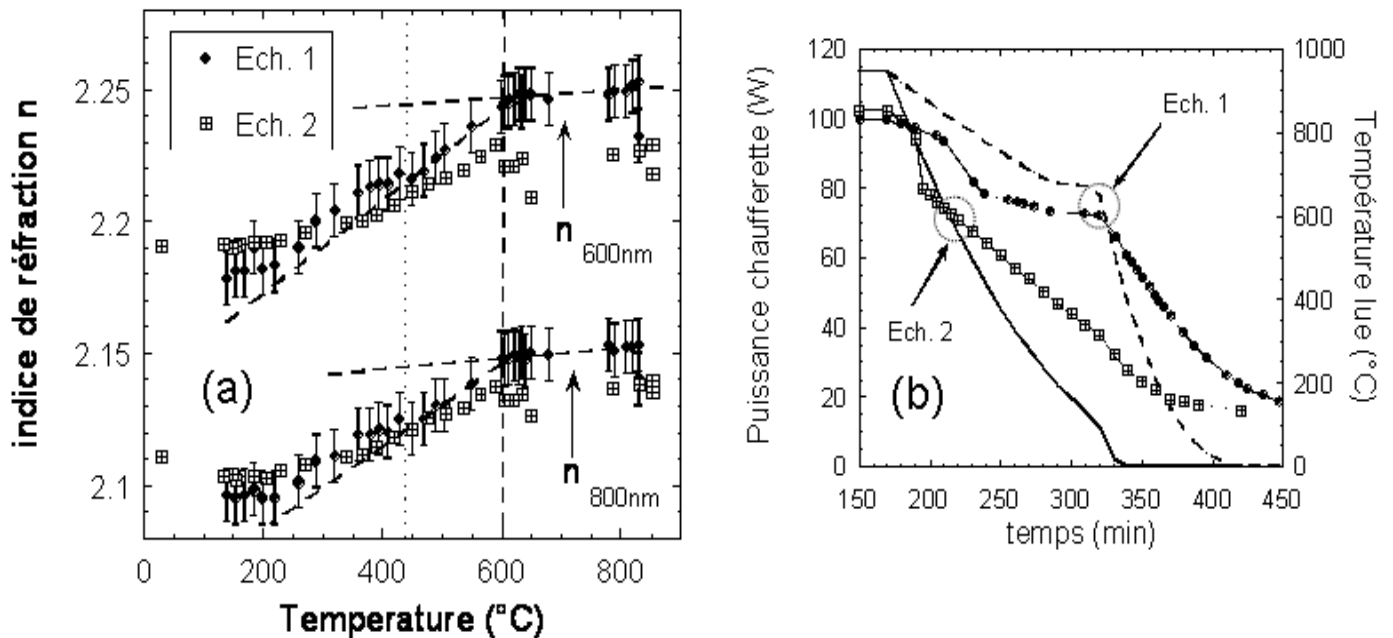 indice de réfraction n
2.25
2.2
2.15
2.1
Ech. 1
Ech. 2
n 600nm
n 800nm
(a)
0 200 400 600 800
Temperature (°C)
Puissance chaufferette (W)
120
100
80
60
40
20
0
Ech. 1
Ech. 2
(b)
1000
800
600
400
200
0
Température lue (°C)
150 200 250 300 350 400 450
temps (min)